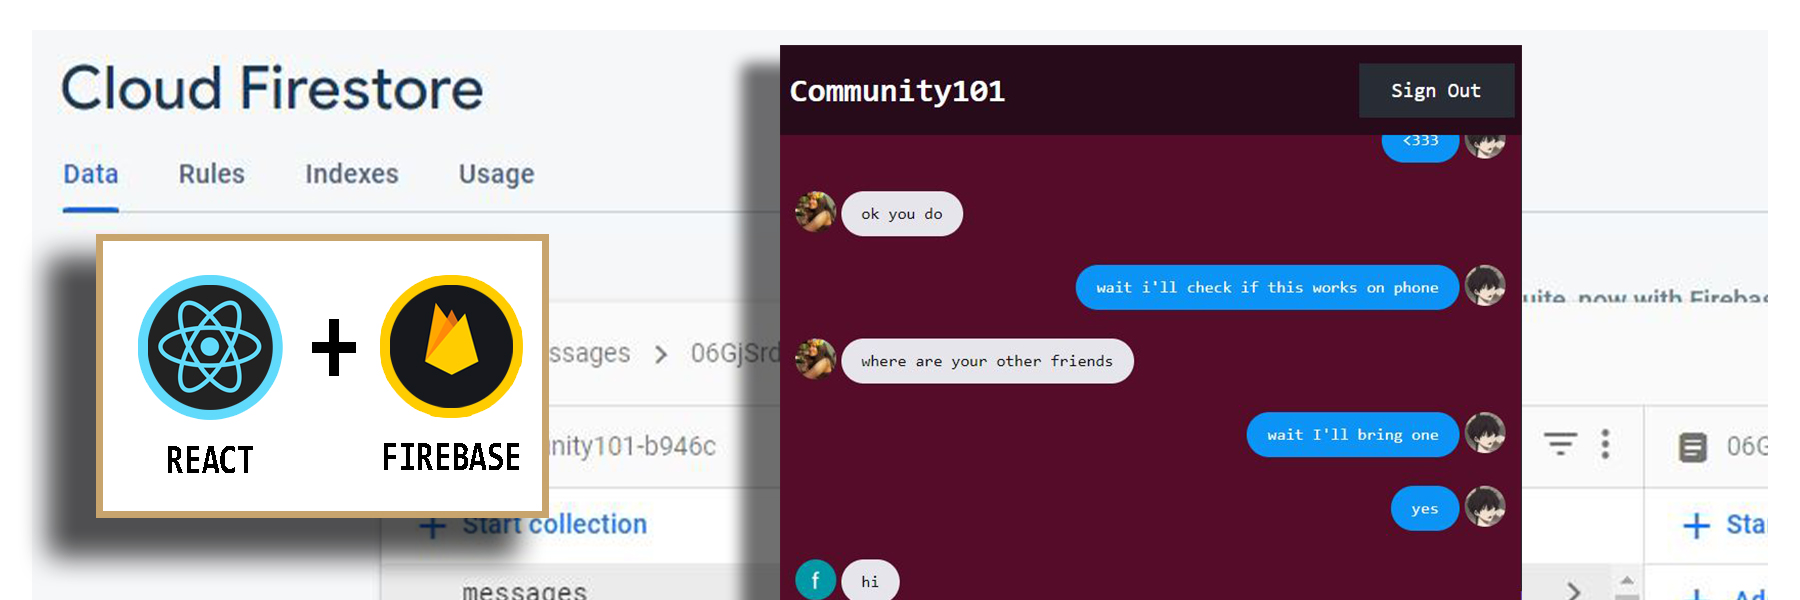 Cloud Firestore
Data Rules Indexes Usage
REACT + FIREBASE
ssages > 06GjSrd
nity101-b946c
+ Start collection
messages
Community101
Sign Out
<333
ok you do
wait i'll check if this works on phone
where are your other friends
wait I'll bring one
yes
f
hi
uite, now with Fireba
06G
+ Sta
+ Ad